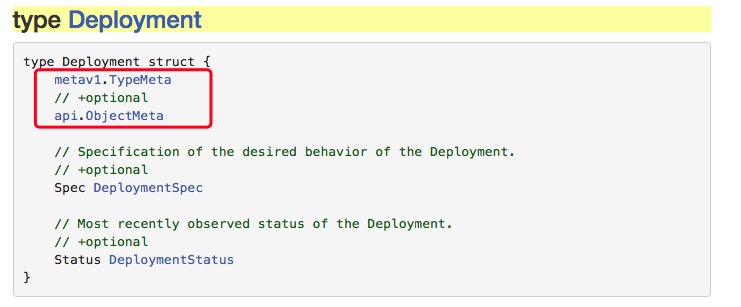 type Deployment
type Deployment struct {
    metav1.TypeMeta
    // +optional
    api.ObjectMeta
    // Specification of the desired behavior of the Deployment.
    // +optional
    Spec DeploymentSpec
    // Most recently observed status of the Deployment.
    // +optional
    Status DeploymentStatus
}